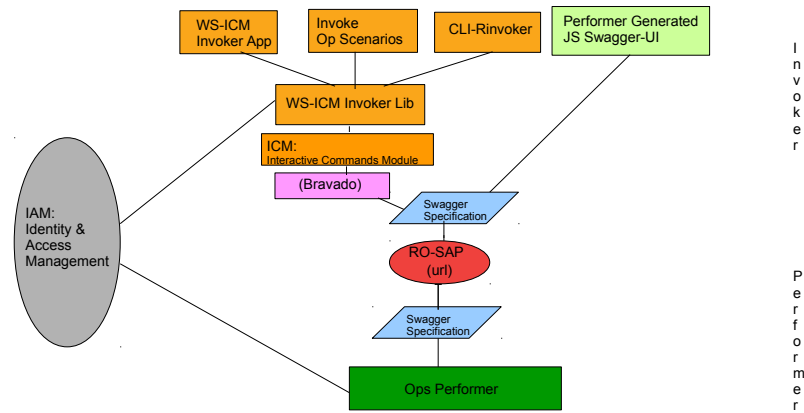 WS-ICM
Invoker App
Invoke
Op Scenarios
CLI-Rinvoker
Performer Generated
JS Swagger-UI
WS-ICM Invoker Lib
ICM:
Interactive Commands Module
(Bravado)
IAM:
Identity &
Access
Management
Swagger
Specification
RO-SAP
(url)
Swagger
Specification
Ops Performer
I
n
v
o
k
e
r
P
e
r
f
o
r
m
e
r